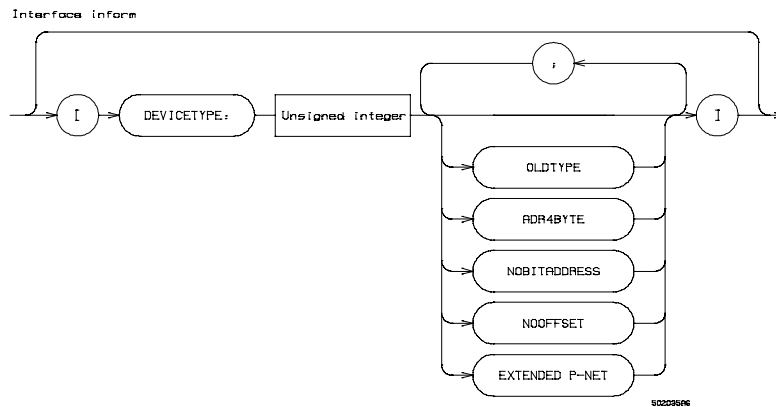 Interface inform
;
[ DEVICETYPE: Unsigned integer ]
OLDTYPE
ADR4BYTE
NOBITADDRESS
NOOFFSET
EXTENDED P-NET
502035A6